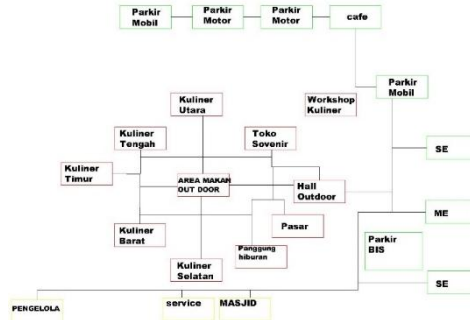 Parkir
Mobil
Parkir
Motor
Parkir
Motor
cafe
Parkir
Mobil
Kuliner
Utara
Workshop
Kuliner
Kuliner
Tengah
Toko
Sovenir
SE
Kuliner
Timur
AREA MAKAN
OUT DOOR
Hall
Outdoor
Kuliner
Barat
Pasar
ME
Panggung
hiburan
Parkir
BIS
Kuliner
Selatan
SE
PENGELOLA
service
MASJID